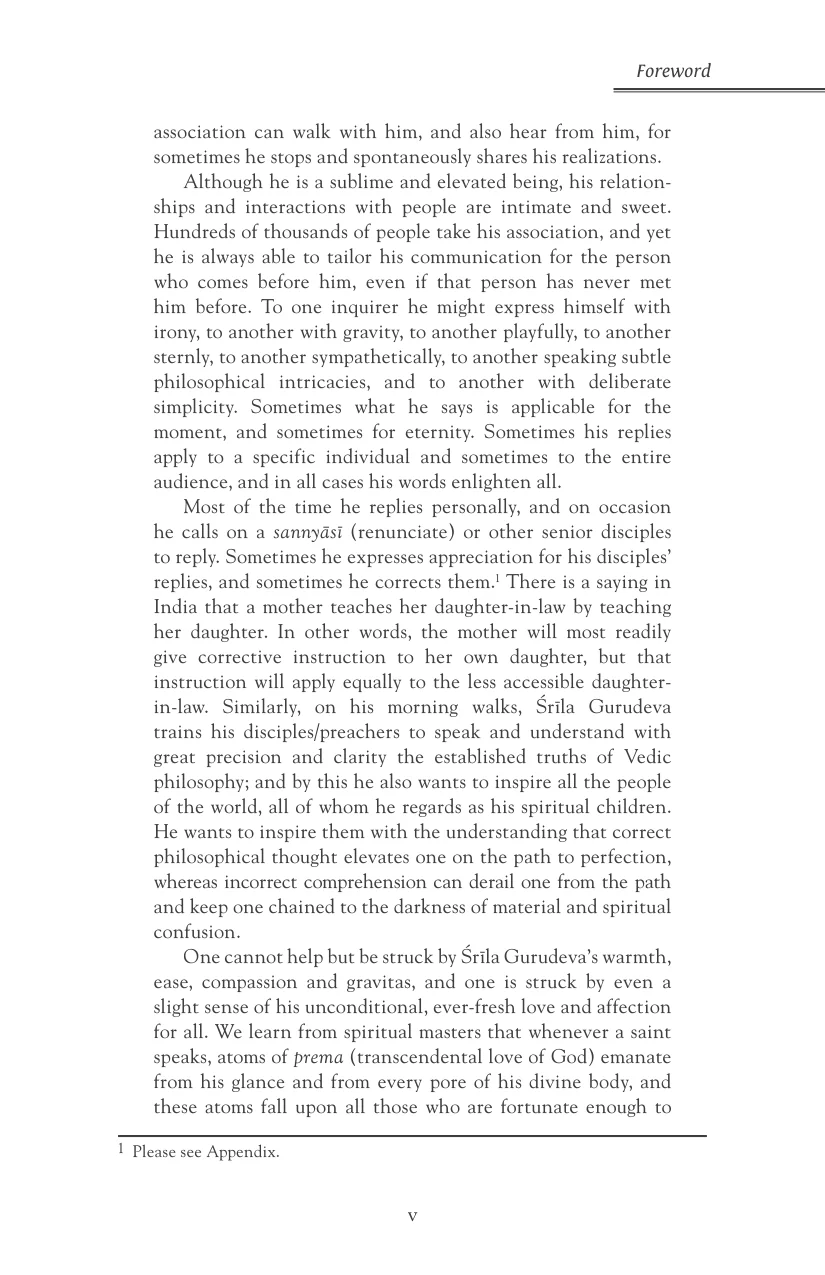 Foreword
association can walk with him, and also hear from him, for
sometimes he stops and spontaneously shares his realizations.
Although he is a sublime and elevated being, his relation-
ships and interactions with people are intimate and sweet.
Hundreds of thousands of people take his association, and yet
he is always able to tailor his communication for the person
who comes before him, even if that person has never met
him before. To one inquirer he might express himself with
irony, to another with gravity, to another playfully, to another
sternly, to another sympathetically, to another speaking subtle
philosophical intricacies, and to another with deliberate
simplicity. Sometimes what he says is applicable for the
moment, and sometimes for eternity. Sometimes his replies
apply to a specific individual and sometimes to the entire
audience, and in all cases his words enlighten all.
Most of the time he replies personally, and on occasion
he calls on a sannyāsī (renunciate) or other senior disciples
to reply. Sometimes he expresses appreciation for his disciples’
replies, and sometimes he corrects them.¹ There is a saying in
India that a mother teaches her daughter-in-law by teaching
her daughter. In other words, the mother will most readily
give corrective instruction to her own daughter, but that
instruction will apply equally to the less accessible daughter-
in-law. Similarly, on his morning walks, Śrīla Gurudeva
trains his disciples/preachers to speak and understand with
great precision and clarity the established truths of Vedic
philosophy; and by this he also wants to inspire all the people
of the world, all of whom he regards as his spiritual children.
He wants to inspire them with the understanding that correct
philosophical thought elevates one on the path to perfection,
whereas incorrect comprehension can derail one from the path
and keep one chained to the darkness of material and spiritual
confusion.
One cannot help but be struck by Śrīla Gurudeva’s warmth,
ease, compassion and gravitas, and one is struck by even a
slight sense of his unconditional, ever-fresh love and affection
for all. We learn from spiritual masters that whenever a saint
speaks, atoms of prema (transcendental love of God) emanate
from his glance and from every pore of his divine body, and
these atoms fall upon all those who are fortunate enough to
1 Please see Appendix.
v